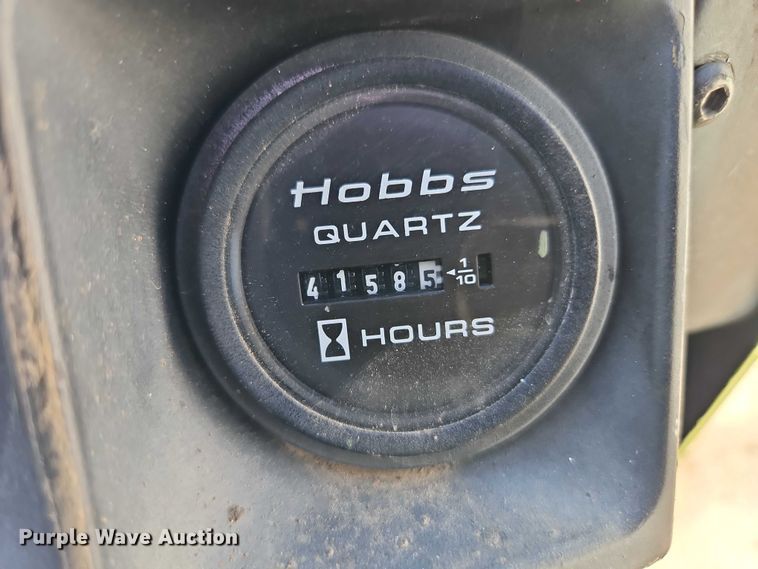 Hobbs
QUARTZ
41585 ◄ 1/10
HOURS
Purple Wave Auction